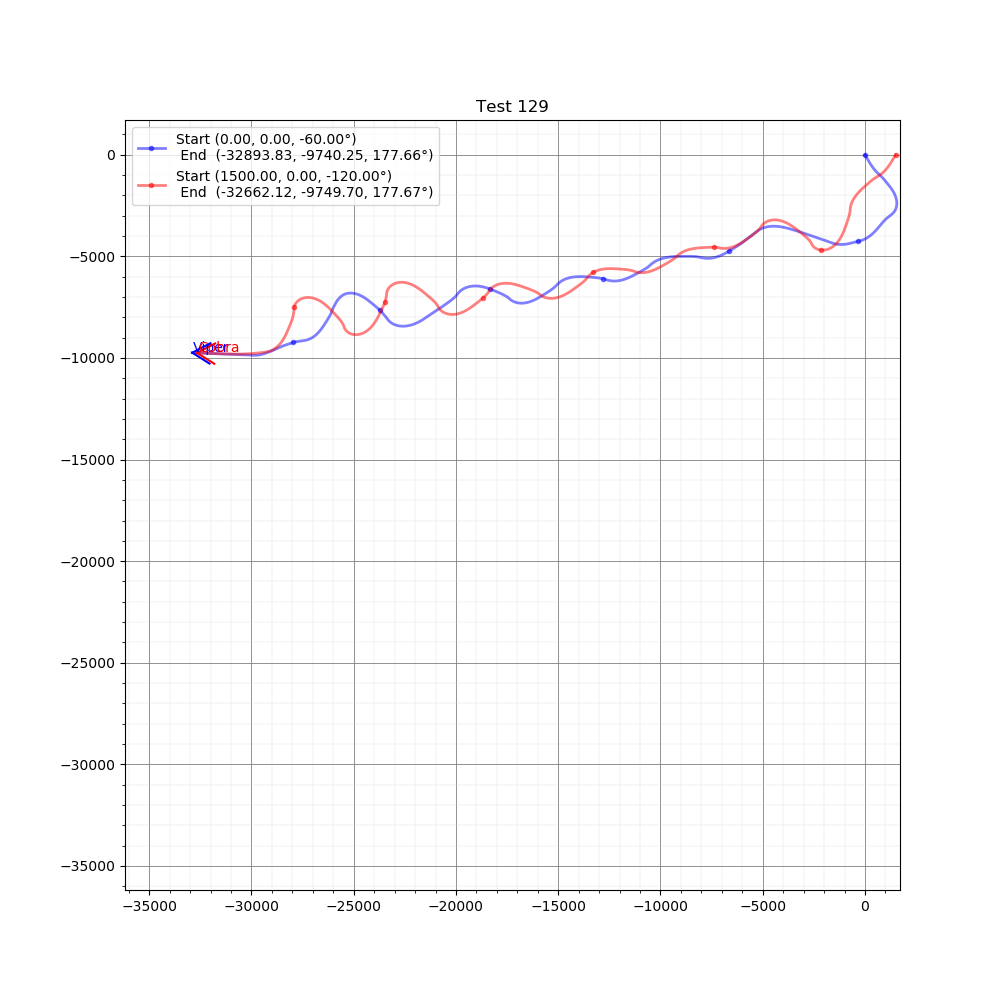 Test 129
Start (0.00, 0.00, -60.00°)
End (-32893.83, -9740.25, 177.66°)
Start (1500.00, 0.00, -120.00°)
End (-32662.12, -9749.70, 177.67°)
0
−5000
−10000
−15000
−20000
−25000
−30000
−35000
−35000 −30000 −25000 −20000 −15000 −10000 −5000 0